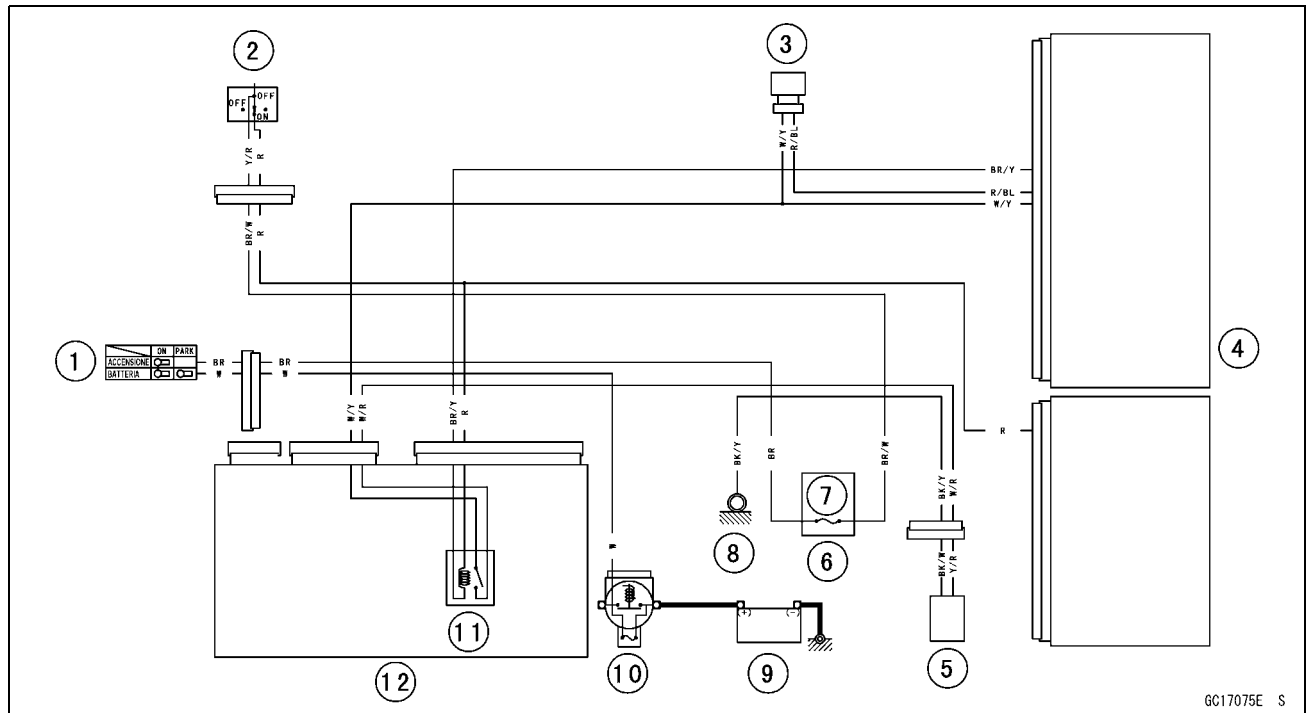 2
3
OFF
OFF
ON
Y/R
R
W/Y
R/BL
BR/Y
R/BL
W/Y
BR/W
R
1
ON PARK
ACCENSIONE
BATTERIA
BR
W
BR
W
4
W/Y
W/R
BR/Y
R
R
BK/Y
BR
BR/W
BK/Y
W/R
7
8
6
W
BK/W
Y/R
(+)
(-)
11
10
9
5
12
GC17075E S